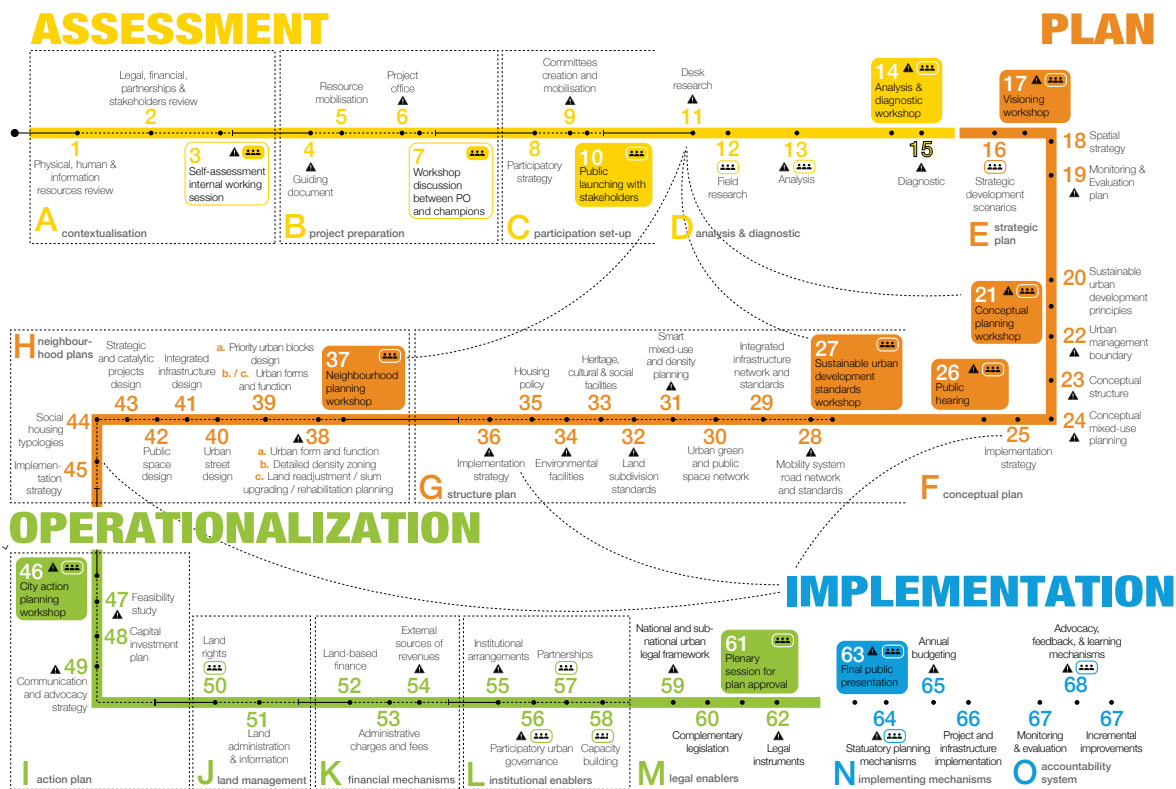 ASSESSMENT
PLAN
Legal, financial,
partnerships &
stakeholders review
2
1
Physical, human &
information
resources review
3
Self-assessment
internal working
session
A contextualisation
Resource
mobilisation
5
Project
office
6
4
Guiding
document
7
Workshop
discussion
between PO
and champions
B project preparation
Committees
creation and
mobilisation
9
8
Participatory
strategy
10
Public
launching with
stakeholders
C participation set-up
Desk
research
11
12
Field
research
13
Analysis
14
Analysis &
diagnostic
workshop
15
Diagnostic
D analysis & diagnostic
17
Visioning
workshop
16
Strategic
development
scenarios
18 Spatial
strategy
19 Monitoring &
Evaluation
plan
E strategic
plan
20 Sustainable
urban
development
principles
21
Conceptual
planning
workshop
22 Urban
management
boundary
23 Conceptual
structure
24 Conceptual
mixed-use
planning
26
Public
hearing
25
Implementation
strategy
F conceptual plan
27
Sustainable urban
development
standards
workshop
28
Mobility system
road network
and standards
Integrated
infrastructure
network and
standards
29
30
Urban green
and public
space network
Smart
mixed-use
and density
planning
31
32
Land
subdivision
standards
Heritage,
cultural & social
facilities
33
34
Environmental
facilities
Housing
policy
35
36
Implementation
strategy
G structure plan
H neighbour-
hood plans
37
Neighbourhood
planning
workshop
38
a. Urban form and function
b. Detailed density zoning
c. Land readjustment / slum
upgrading / rehabilitation planning
a. Priority urban blocks
design
b. / c. Urban forms
and function
39
40
Urban
street
design
Integrated
infrastructure
design
41
42
Public
space
design
Strategic
and catalytic
projects
design
43
Social
housing
typologies
44
Implemen-
tation
strategy
45
OPERATIONALIZATION
46
City action
planning
workshop
47 Feasibility
study
48 Capital
investment
plan
49
Communication
and advocacy
strategy
I action plan
Land
rights
50
51
Land
administration
& information
J land management
Land-based
finance
52
53
Administrative
charges and fees
External
sources of
revenues
54
K financial mechanisms
Institutional
arrangements
55
56
Participatory urban
governance
Partnerships
57
58
Capacity
building
L institutional enablers
National and sub-
national urban
legal framework
59
60
Complementary
legislation
61
Plenary
session for
plan approval
62
Legal
instruments
M legal enablers
IMPLEMENTATION
63
Final public
presentation
64
Statuatory planning
mechanisms
Annual
budgeting
65
66
Project and
infrastructure
implementation
N implementing mechanisms
67
Monitoring
& evaluation
Advocacy,
feedback, & learning
mechanisms
68
67
Incremental
improvements
O accountability
system